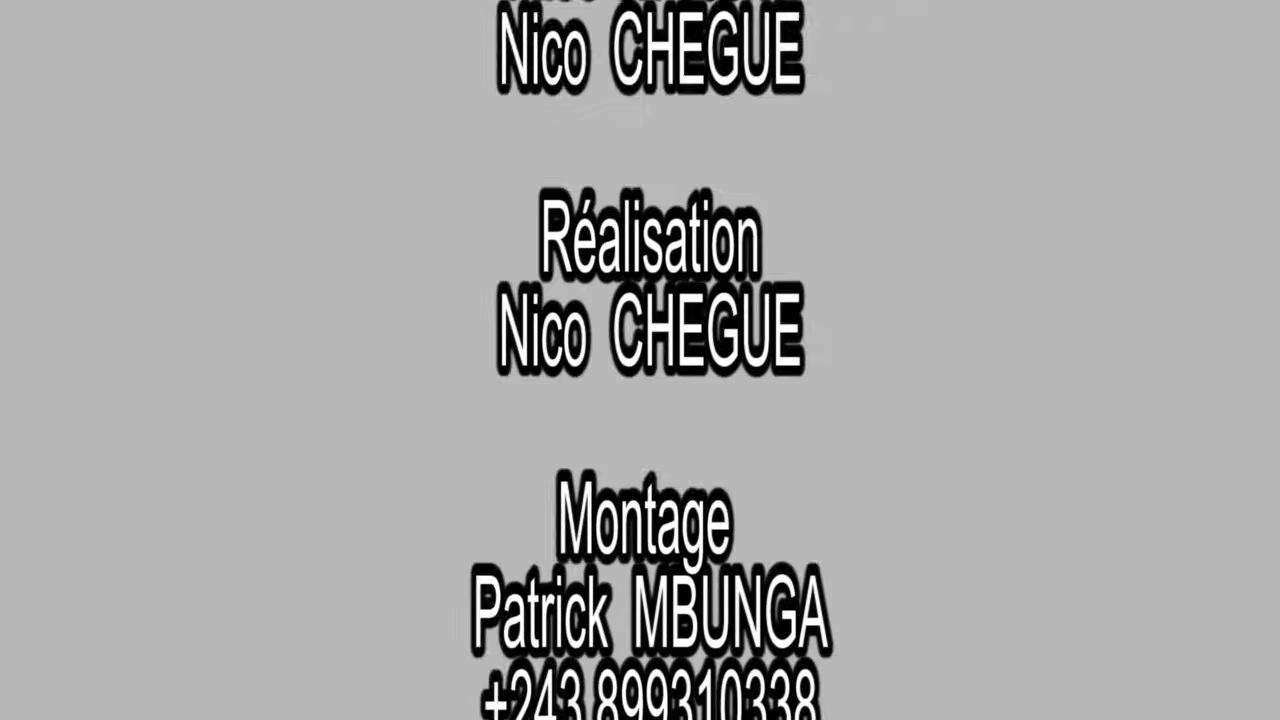 Nico CHEGUE
Réalisation
Nico CHEGUE
Montage
Patrick MBUNGA
+243 899310338